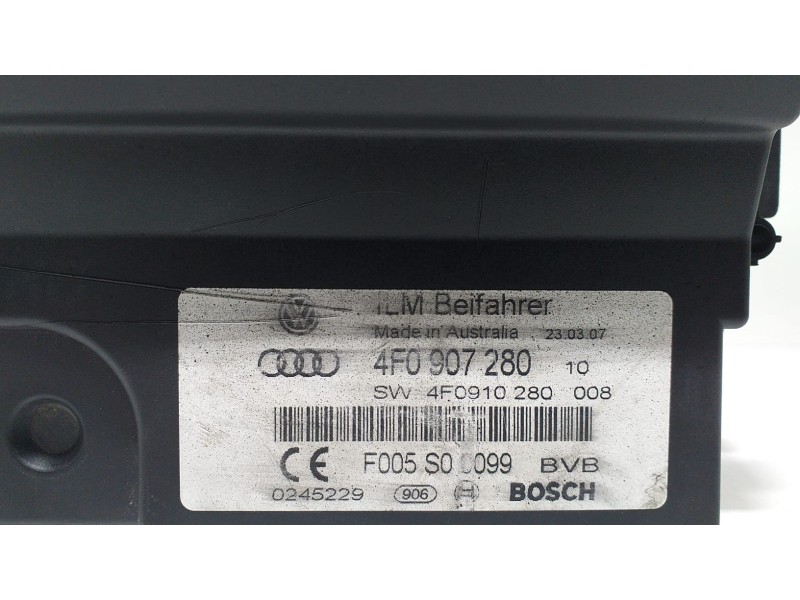 ILM Beifahrer
Made in Australia 23.03.07
4F0 907 280 10
SW 4F0910 280 008
F005 S0 0099 BVB
0245229 906 BOSCH